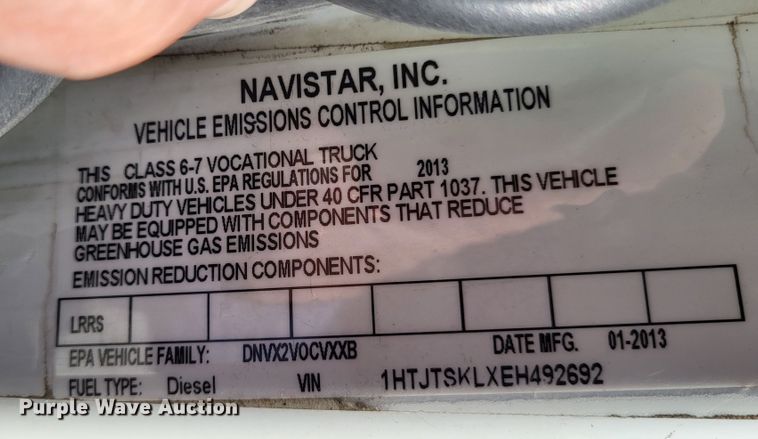 NAVISTAR, INC.
VEHICLE EMISSIONS CONTROL INFORMATION
THIS CLASS 6-7 VOCATIONAL TRUCK
CONFORMS WITH U.S. EPA REGULATIONS FOR 2013
HEAVY DUTY VEHICLES UNDER 40 CFR PART 1037. THIS VEHICLE
MAY BE EQUIPPED WITH COMPONENTS THAT REDUCE
GREENHOUSE GAS EMISSIONS
EMISSION REDUCTION COMPONENTS:
LRRS
EPA VEHICLE FAMILY: DNVX2VOCVXXB DATE MFG. 01-2013
FUEL TYPE: Diesel VIN 1HTJTSKLXEH492692
Purple Wave Auction